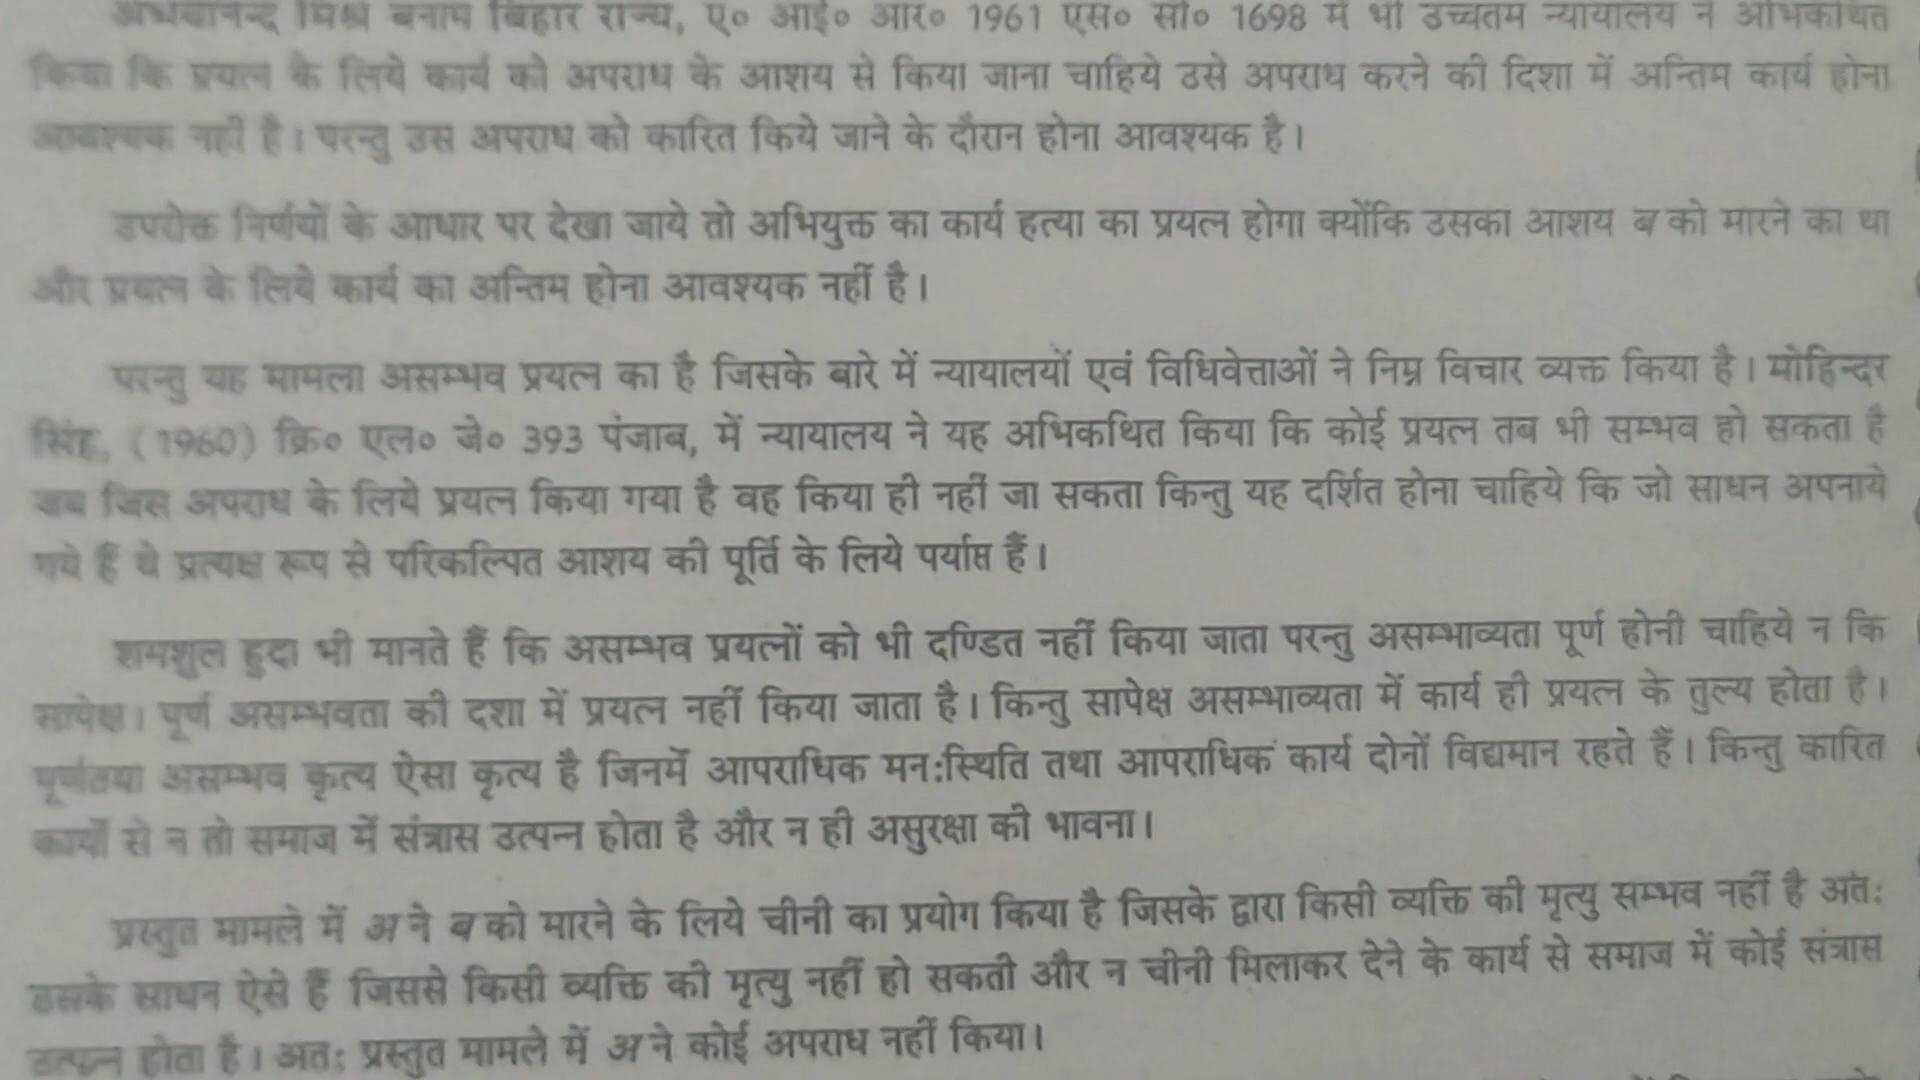 अभयानन्द मिश्र बनाम बिहार राज्य, ए० आई० आर० 1961 एस० सी० 1698 में भी उच्चतम न्यायालय ने अभिकथित
किया कि प्रयत्न के लिये कार्य को अपराध के आशय से किया जाना चाहिये उसे अपराध करने की दिशा में अन्तिम कार्य होना
आवश्यक नहीं है। परन्तु उस अपराध को कारित किये जाने के दौरान होना आवश्यक है।
उपरोक्त निर्णयों के आधार पर देखा जाये तो अभियुक्त का कार्य हत्या का प्रयत्न होगा क्योंकि उसका आशय ब को मारने का था
और प्रयत्न के लिये कार्य का अन्तिम होना आवश्यक नहीं है।
परन्तु यह मामला असम्भव प्रयत्न का है जिसके बारे में न्यायालयों एवं विधिवेत्ताओं ने निम्न विचार व्यक्त किया है। मोहिन्दर
सिंह, (1960) क्रि० एल० जे० 393 पंजाब, में न्यायालय ने यह अभिकथित किया कि कोई प्रयत्न तब भी सम्भव हो सकता है
जब जिस अपराध के लिये प्रयत्न किया गया है वह किया ही नहीं जा सकता किन्तु यह दर्शित होना चाहिये कि जो साधन अपनाये
गये हैं वे प्रत्यक्ष रूप से परिकल्पित आशय की पूर्ति के लिये पर्याप्त हैं।
शमशुल हुदा भी मानते हैं कि असम्भव प्रयत्नों को भी दण्डित नहीं किया जाता परन्तु असम्भाव्यता पूर्ण होनी चाहिये न कि
सापेक्ष। पूर्ण असम्भवता की दशा में प्रयत्न नहीं किया जाता है। किन्तु सापेक्ष असम्भाव्यता में कार्य ही प्रयत्न के तुल्य होता है।
पूर्णतया असम्भव कृत्य ऐसा कृत्य है जिनमें आपराधिक मन:स्थिति तथा आपराधिक कार्य दोनों विद्यमान रहते हैं। किन्तु कारित
कार्यों से न तो समाज में संत्रास उत्पन्न होता है और न ही असुरक्षा की भावना।
प्रस्तुत मामले में अ ने ब को मारने के लिये चीनी का प्रयोग किया है जिसके द्वारा किसी व्यक्ति की मृत्यु सम्भव नहीं है अत:
उसके साधन ऐसे हैं जिससे किसी व्यक्ति की मृत्यु नहीं हो सकती और न चीनी मिलाकर देने के कार्य से समाज में कोई संत्रास
उत्पन्न होता है। अत: प्रस्तुत मामले में अ ने कोई अपराध नहीं किया।